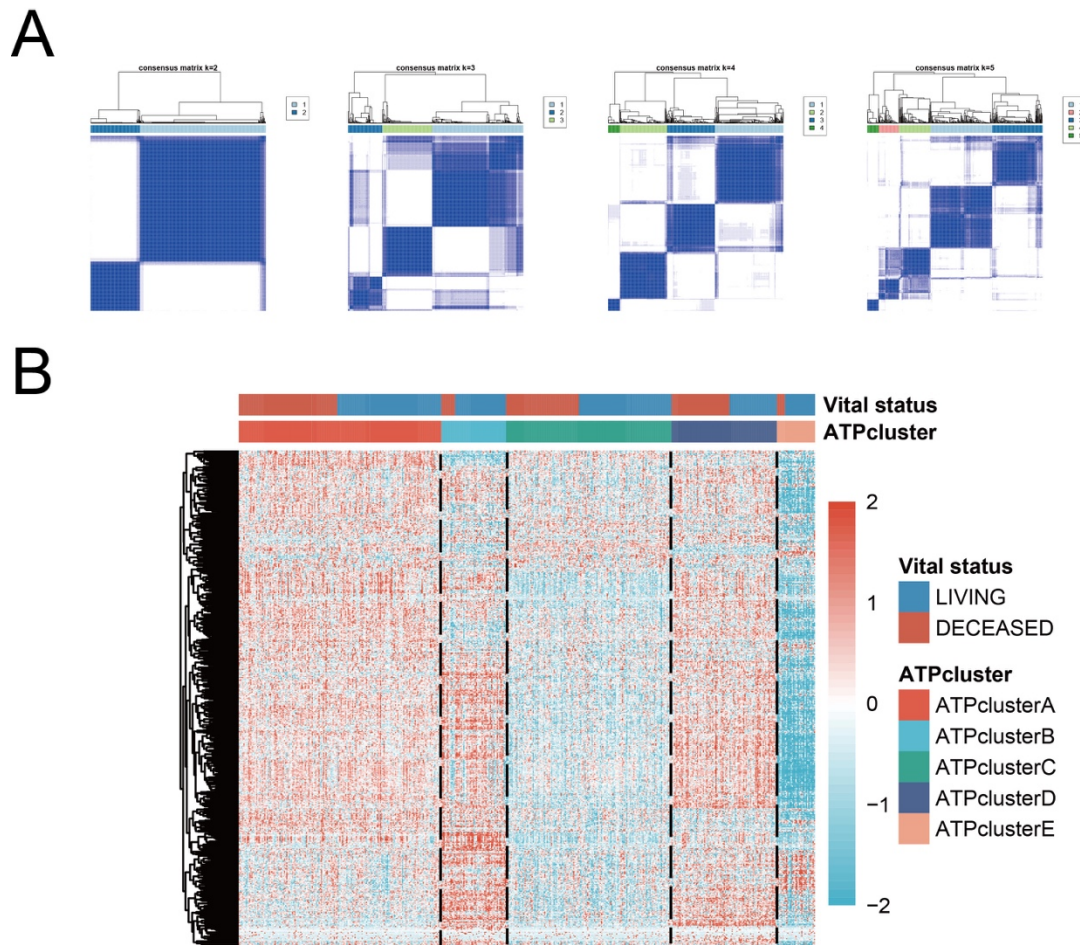 A
consensus matrix k=2
1
2
consensus matrix k=3
1
2
3
consensus matrix k=4
1
2
3
4
consensus matrix k=5
1
B
Vital status
ATPcluster
2
1
0
−1
−2
Vital status
LIVING
DECEASED
ATPcluster
ATPclusterA
ATPclusterB
ATPclusterC
ATPclusterD
ATPclusterE